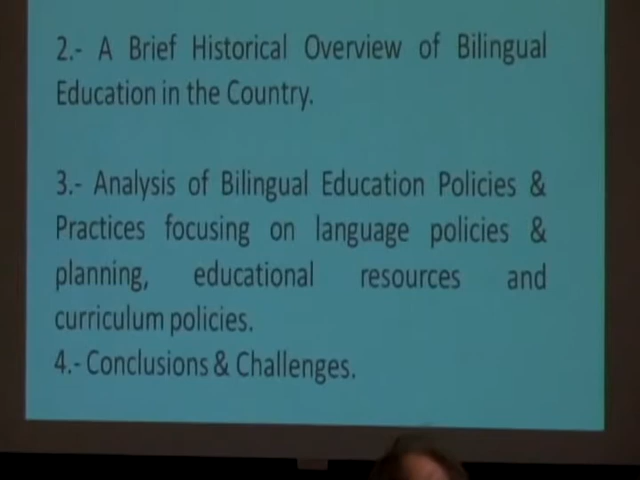 2.- A Brief Historical Overview of Bilingual
Education in the Country.
3.- Analysis of Bilingual Education Policies &
Practices focusing on language policies &
planning, educational resources and
curriculum policies.
4.- Conclusions & Challenges.